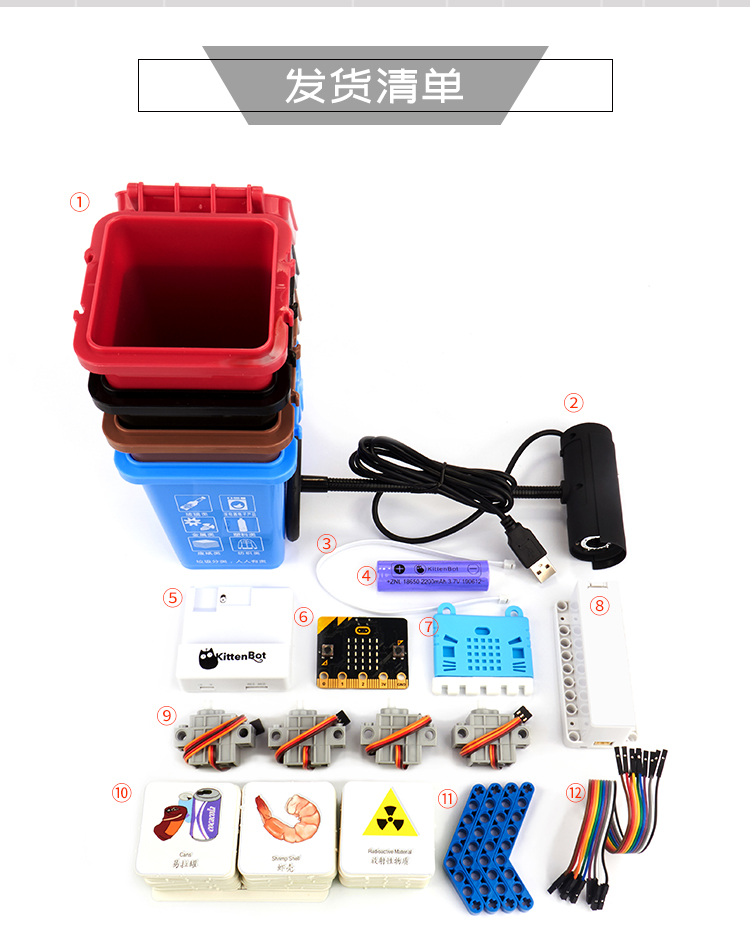 发货清单
①
②
③
④
KittenBot
ZNL 18650 2200mAh 3.7V 180612
⑤
⑥
⑦
⑧
KittenBot
⑨
⑩
⑪
⑫
Cans
易拉罐
Shrimp Shell
虾壳
Radioactive Material
放射性物质